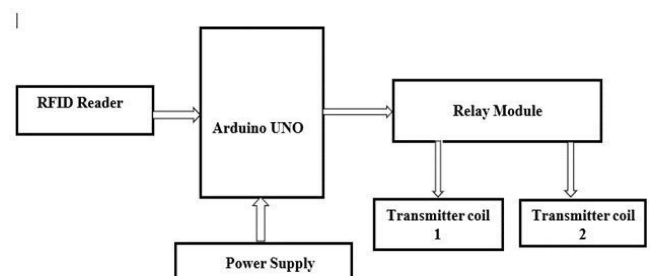 RFID Reader
Arduino UNO
Relay Module
Transmitter coil
1
Transmitter coil
2
Power Supply